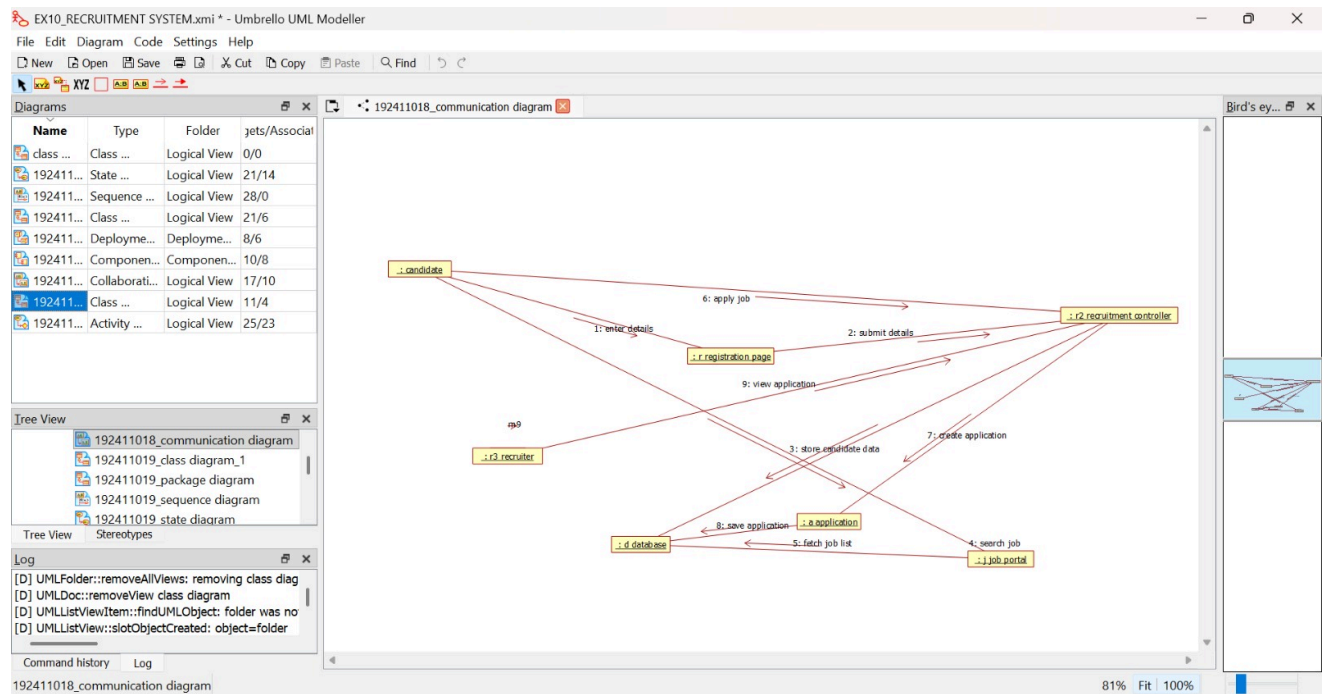 EX10_RECRUITMENT SYSTEM.xmi * - Umbrello UML Modeller
File Edit Diagram Code Settings Help
New Open Save Cut Copy Paste Find
XYZ XYZ A:B A:B
Diagrams
Name Type Folder gets/Associat
class ... Class ... Logical View 0/0
192411... State ... Logical View 21/14
192411... Sequence ... Logical View 28/0
192411... Class ... Logical View 21/6
192411... Deployme... Deployme... 8/6
192411... Componen... Componen... 10/8
192411... Collaborati... Logical View 17/10
192411... Class ... Logical View 11/4
192411... Activity ... Logical View 25/23
Tree View
192411018_communication diagram
192411019_class diagram_1
192411019_package diagram
192411019_sequence diagram
192411019 state diagram
Tree View Stereotypes
Log
[D] UMLFolder::removeAllViews: removing class diag
[D] UMLDoc::removeView class diagram
[D] UMLListViewItem::findUMLObject: folder was no
[D] UMLListView::slotObjectCreated: object=folder
Command history Log
192411018_communication diagram
192411018_communication diagram
_: candidate
6: apply job
_: r2 recruitment controller
1: enter details
2: submit details
_: r registration page
9: view application
m9
7: create application
3: store candidate data
_: r3 recruiter
_: a application
8: save application
_: d database
5: fetch job list
4: search job
_: j job portal
Bird's ey...
81% Fit 100%